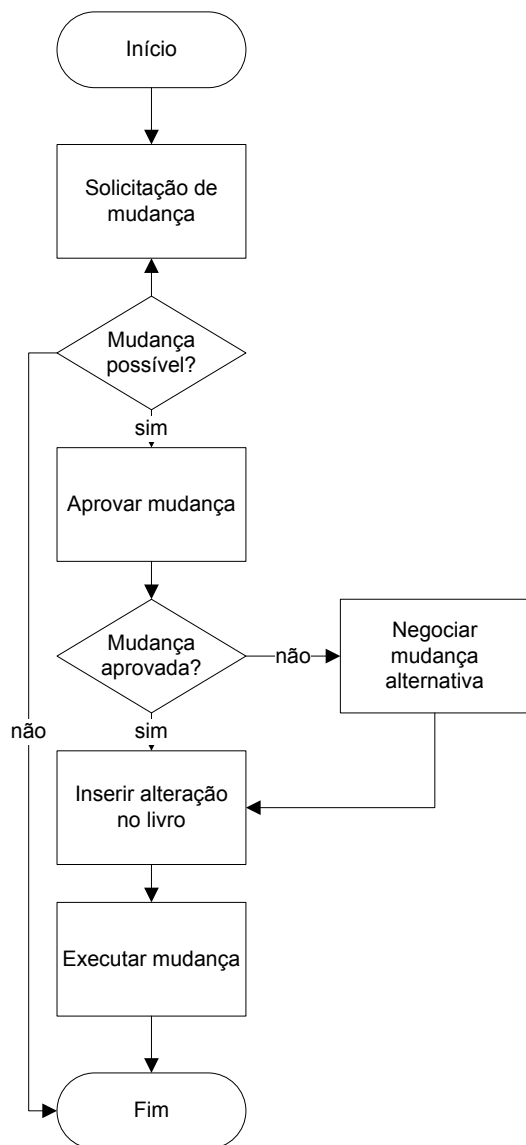 Início
Solicitação de
mudança
Mudança
possível?
sim
Aprovar mudança
Mudança
aprovada?
não
Negociar
mudança
alternativa
não
sim
Inserir alteração
no livro
Executar mudança
Fim